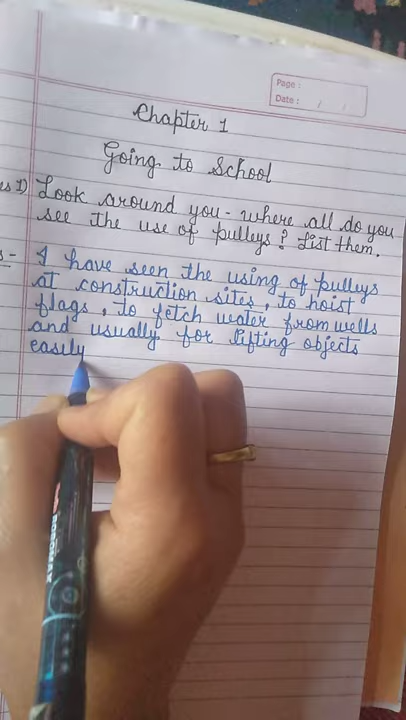 Page :
Date : / /
Chapter 1
Going to School
es 1) Look around you - where all do you
see the use of pulleys? List them.
s - I have seen the using of pulleys
at construction sites, to hoist
flags, to fetch water from wells
and usually for lifting objects
easily